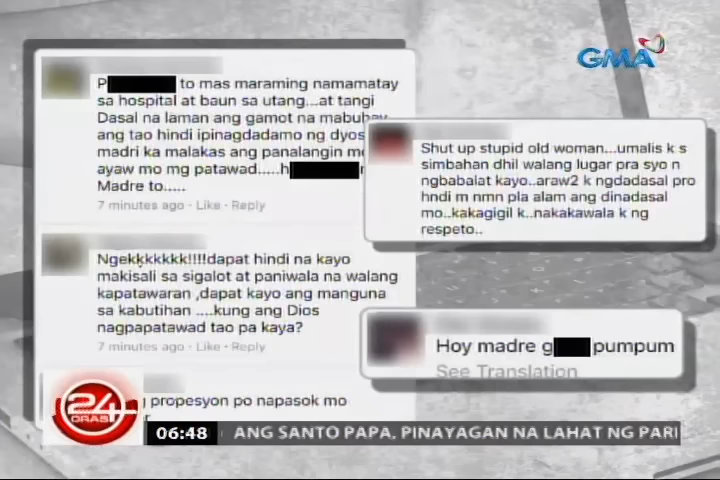 GMA
P to mas maraming namamatay
sa hospital at baun sa utang...at tangi
Dasal na laman ang gamot na mabuhay
ang tao hindi ipinagdadamo ng dyos
madri ka malakas ang panalangin mo
ayaw mo mg patawad.....h
Madre to.....
7 minutes ago · Like · Reply
Shut up stupid old woman...umalis k s
simbahan dhil walang lugar pra syo n
ngbabalat kayo..araw2 k ngdadasal pro
hndi m nmn pla alam ang dinadasal
mo..kakagigil k..nakakawala k ng
respeto..
Ngekķkkkkk!!!!dapat hindi na kayo
makisali sa sigalot at paniwala na walang
kapatawaran ,dapat kayo ang manguna
sa kabutihan .....kung ang Dios
nagpapatawad tao pa kaya?
7 minutes ago · Like · Reply
Hoy madre g pumpum
See Translation
propesyon po napasok mo
24
ORAS
06:48 ANG SANTO PAPA, PINAYAGAN NA LAHAT NG PARI